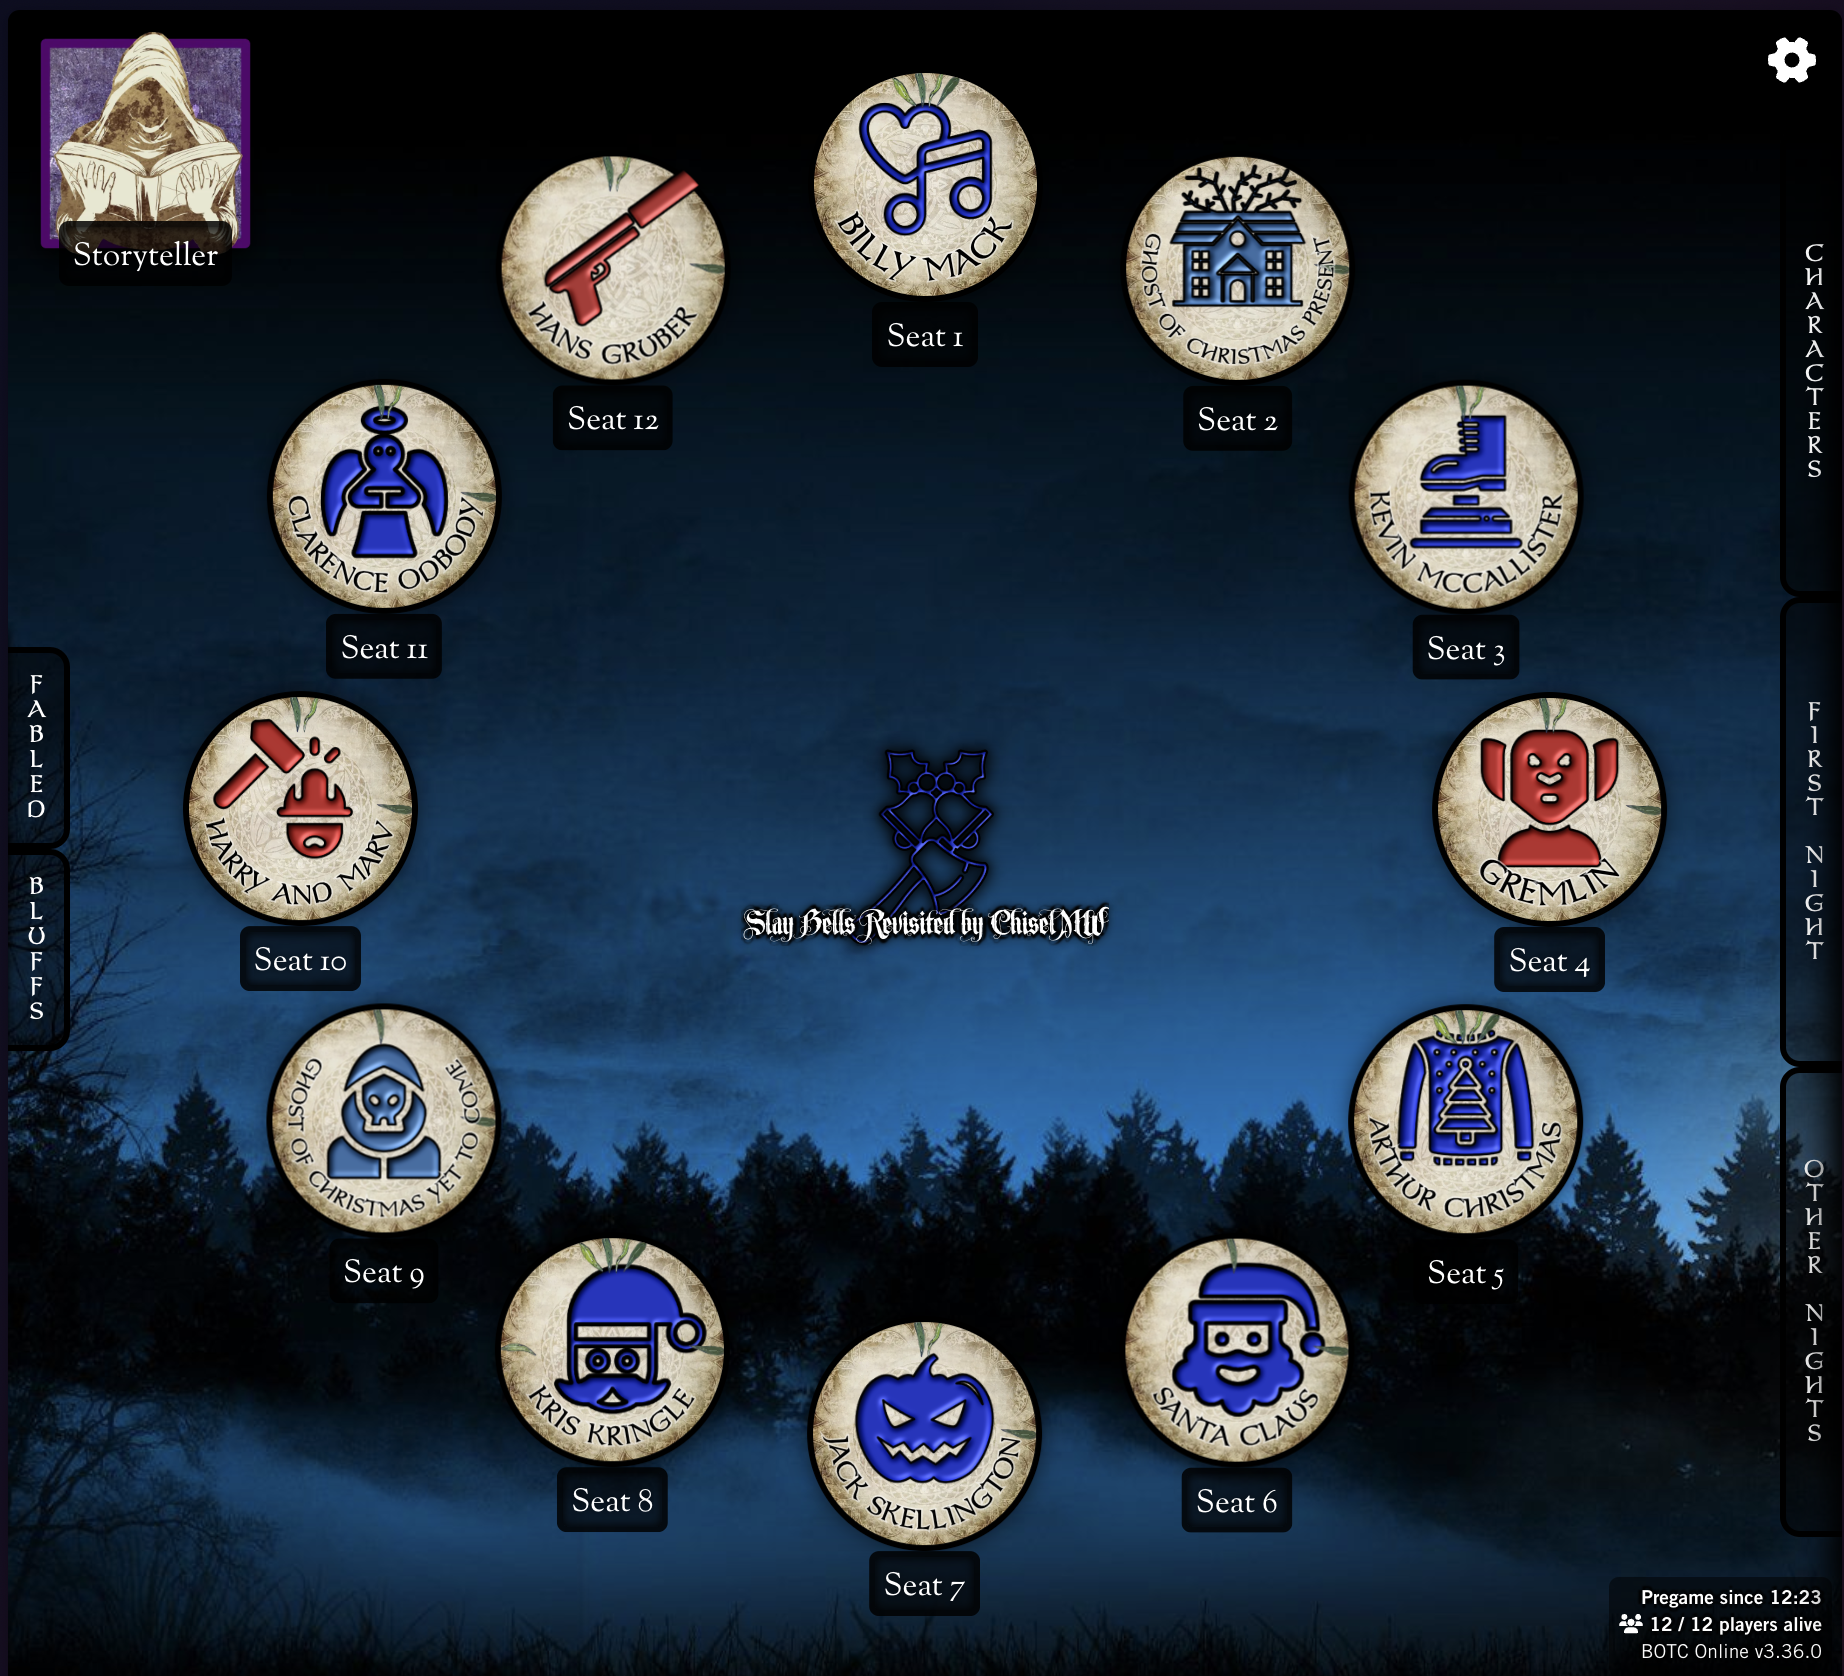 Storyteller
BILLY MACK
Seat 1
GHOST OF CHRISTMAS PRESENT
Seat 2
KEVIN MCCALLISTER
Seat 3
GREMLIN
Seat 4
ARTHUR CHRISTMAS
Seat 5
SANTA CLAUS
Seat 6
JACK SKELLINGTON
Seat 7
KRIS KRINGLE
Seat 8
GHOST OF CHRISTMAS YET TO COME
Seat 9
HARRY AND MARV
Seat 10
CLARENCE ODBODY
Seat 11
HANS GRUBER
Seat 12
Slay Bells Revisited by ChiselMW
FABLED
BLUFFS
CHARACTERS
FIRST NIGHT
OTHER NIGHTS
Pregame since 12:23
12 / 12 players alive
BOTC Online v3.36.0